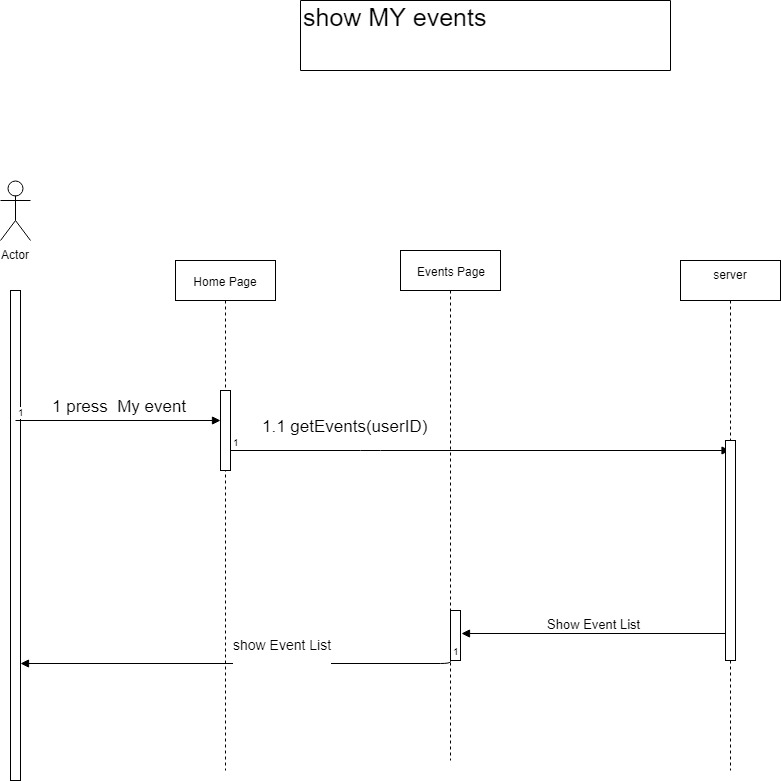 show MY events
Actor
Home Page
Events Page
server
1
1 press  My event
1.1 getEvents(userID)
1
Show Event List
show Event List
1